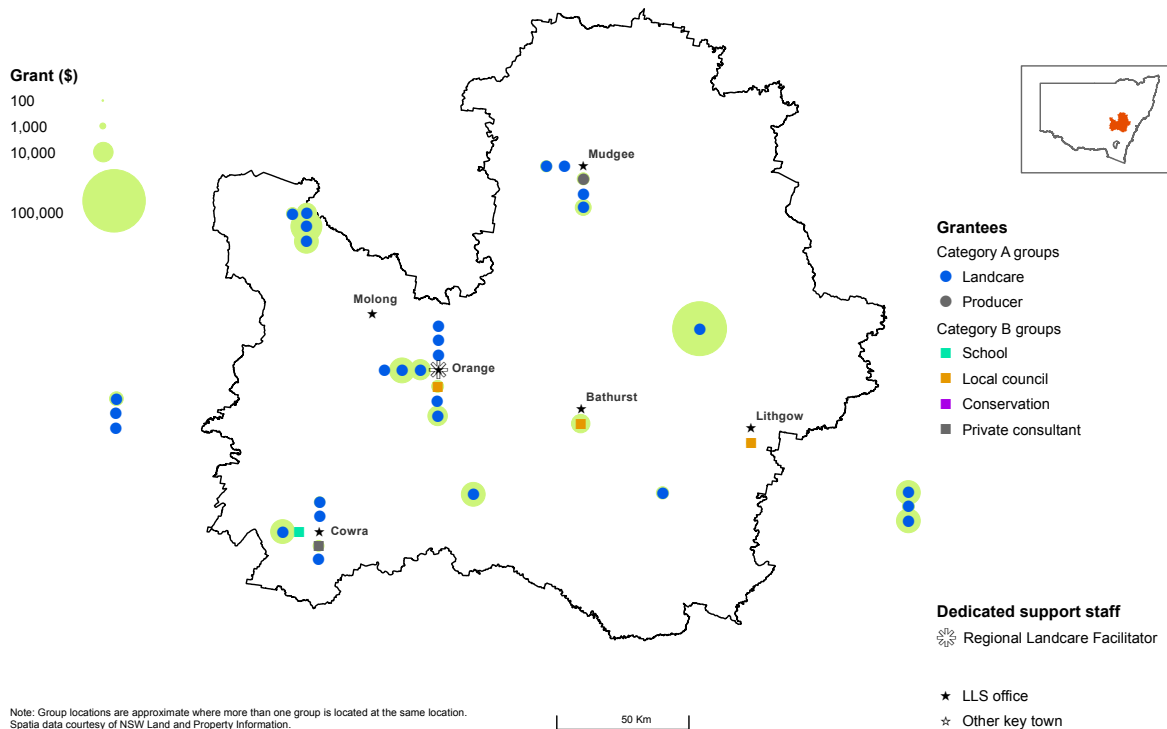 Grant ($)
100
1,000
10,000
100,000
Mudgee
Molong
Orange
Bathurst
Lithgow
Cowra
Grantees
Category A groups
Landcare
Producer
Category B groups
School
Local council
Conservation
Private consultant
Dedicated support staff
Regional Landcare Facilitator
LLS office
Other key town
Note: Group locations are approximate where more than one group is located at the same location.
Spatia data courtesy of NSW Land and Property Information.
50 Km